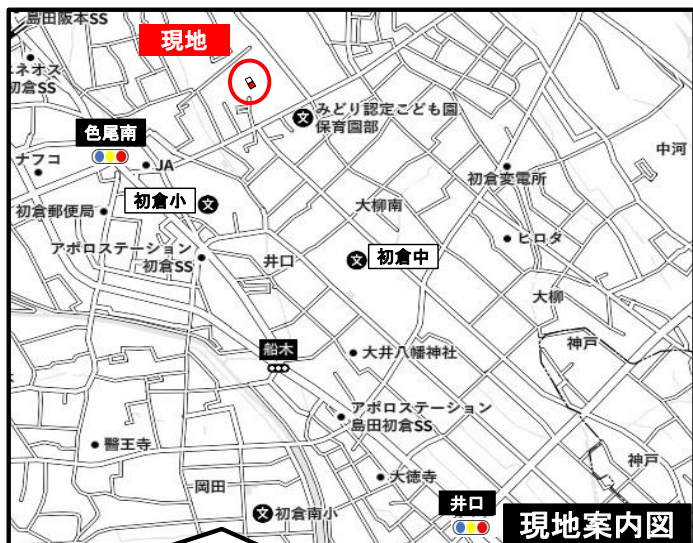 島田阪本SS
現地
ネオス
初倉SS
みどり認定こども園
保育園部
色尾南
中河
ナフコ
JA
初倉変電所
初倉小
大柳南
初倉郵便局
ヒロタ
アポロステーション
初倉SS
井口
初倉中
大柳
船木
大井八幡神社
神戸
アポロステーション
島田初倉SS
醫王寺
神戸
大徳寺
岡田
井口
初倉南小
現地案内図